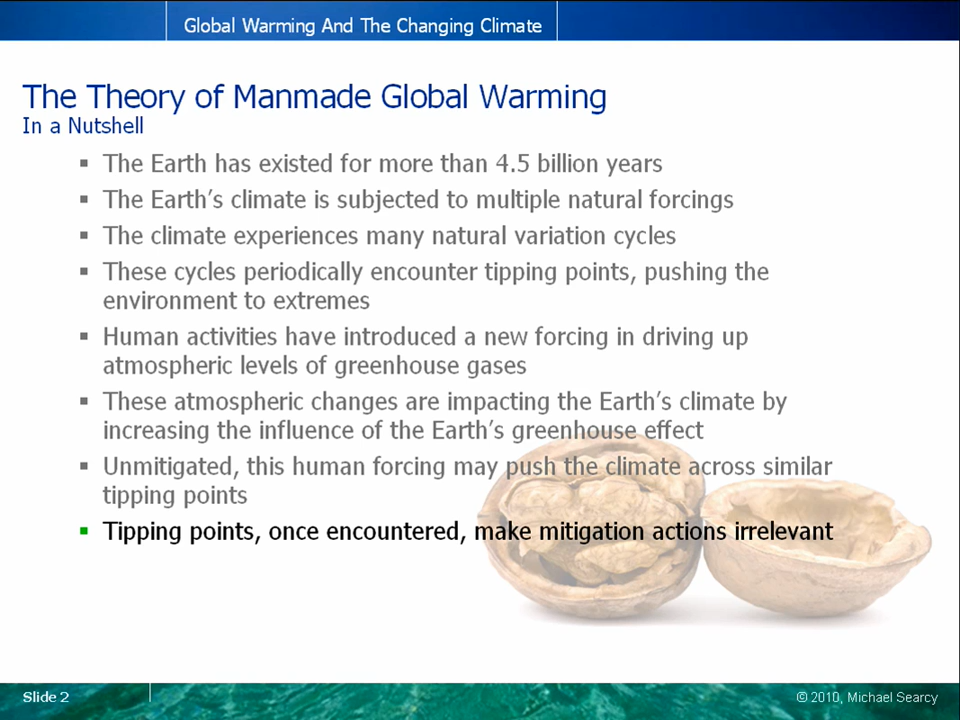 Global Warming And The Changing Climate
The Theory of Manmade Global Warming
In a Nutshell
▪ The Earth has existed for more than 4.5 billion years
▪ The Earth's climate is subjected to multiple natural forcings
▪ The climate experiences many natural variation cycles
▪ These cycles periodically encounter tipping points, pushing the
environment to extremes
▪ Human activities have introduced a new forcing in driving up
atmospheric levels of greenhouse gases
▪ These atmospheric changes are impacting the Earth's climate by
increasing the influence of the Earth's greenhouse effect
▪ Unmitigated, this human forcing may push the climate across similar
tipping points
▪ Tipping points, once encountered, make mitigation actions irrelevant
Slide 2
© 2010, Michael Searcy